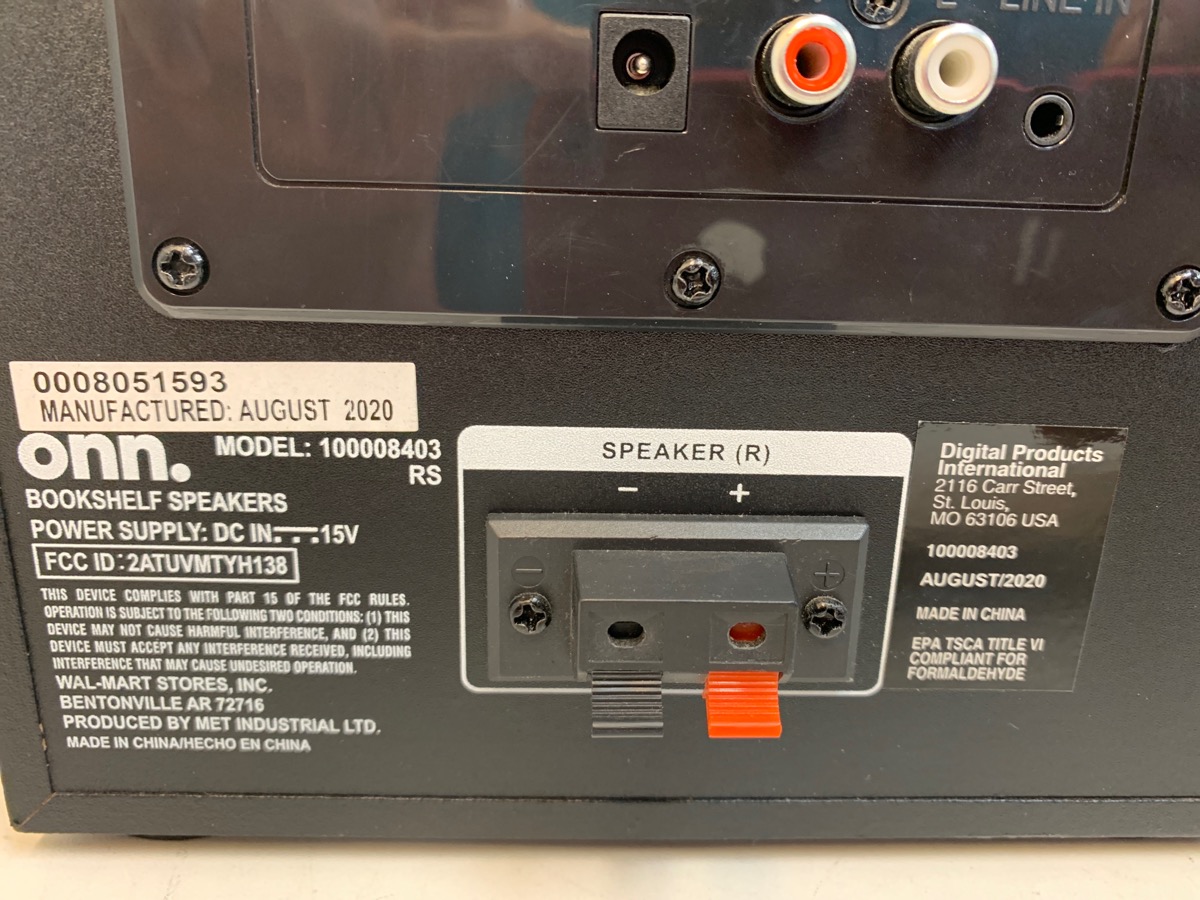 L LINE IN
0008051593
MANUFACTURED: AUGUST 2020
onn.
MODEL: 100008403
RS
BOOKSHELF SPEAKERS
POWER SUPPLY: DC IN⎓15V
FCC ID:2ATUVMTYH138
THIS DEVICE COMPLIES WITH PART 15 OF THE FCC RULES.
OPERATION IS SUBJECT TO THE FOLLOWING TWO CONDITIONS: (1) THIS
DEVICE MAY NOT CAUSE HARMFUL INTERFERENCE, AND (2) THIS
DEVICE MUST ACCEPT ANY INTERFERENCE RECEIVED, INCLUDING
INTERFERENCE THAT MAY CAUSE UNDESIRED OPERATION.
WAL-MART STORES, INC.
BENTONVILLE AR 72716
PRODUCED BY MET INDUSTRIAL LTD.
MADE IN CHINA/HECHO EN CHINA
SPEAKER (R)
− +
− +
Digital Products
International
2116 Carr Street,
St. Louis,
MO 63106 USA
100008403
AUGUST/2020
MADE IN CHINA
EPA TSCA TITLE VI
COMPLIANT FOR
FORMALDEHYDE